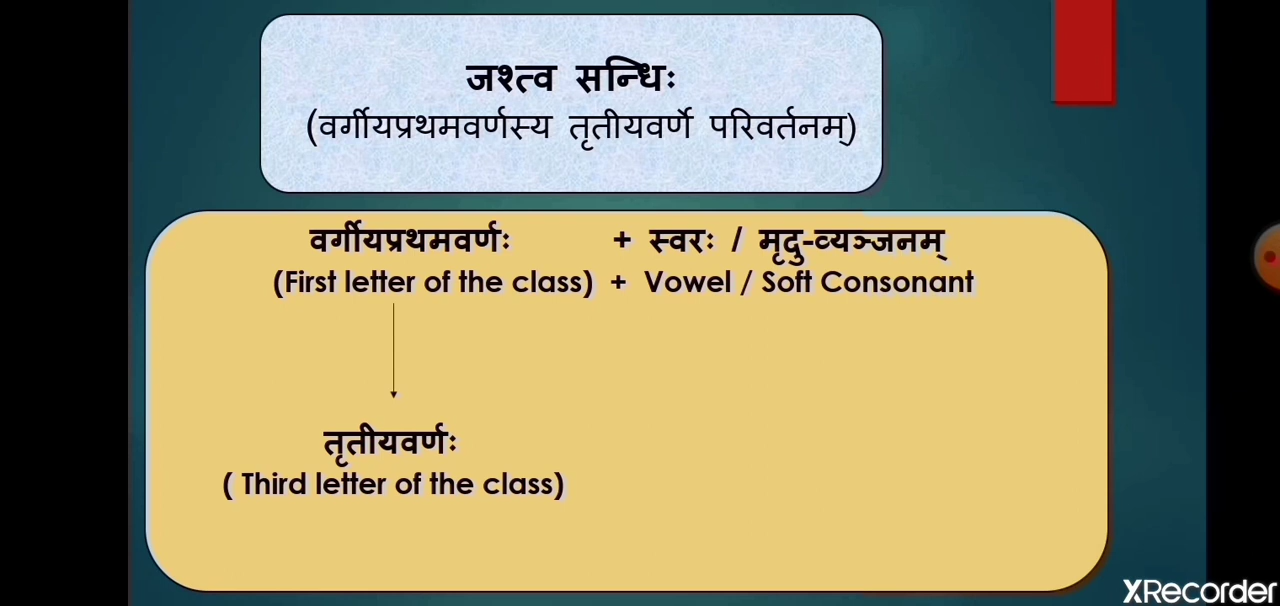 जश्त्व सन्धिः
(वर्गीयप्रथमवर्णस्य तृतीयवर्णे परिवर्तनम्)
वर्गीयप्रथमवर्णः + स्वरः / मृदु-व्यञ्जनम्
(First letter of the class) + Vowel / Soft Consonant
तृतीयवर्णः
( Third letter of the class)
XRecorder